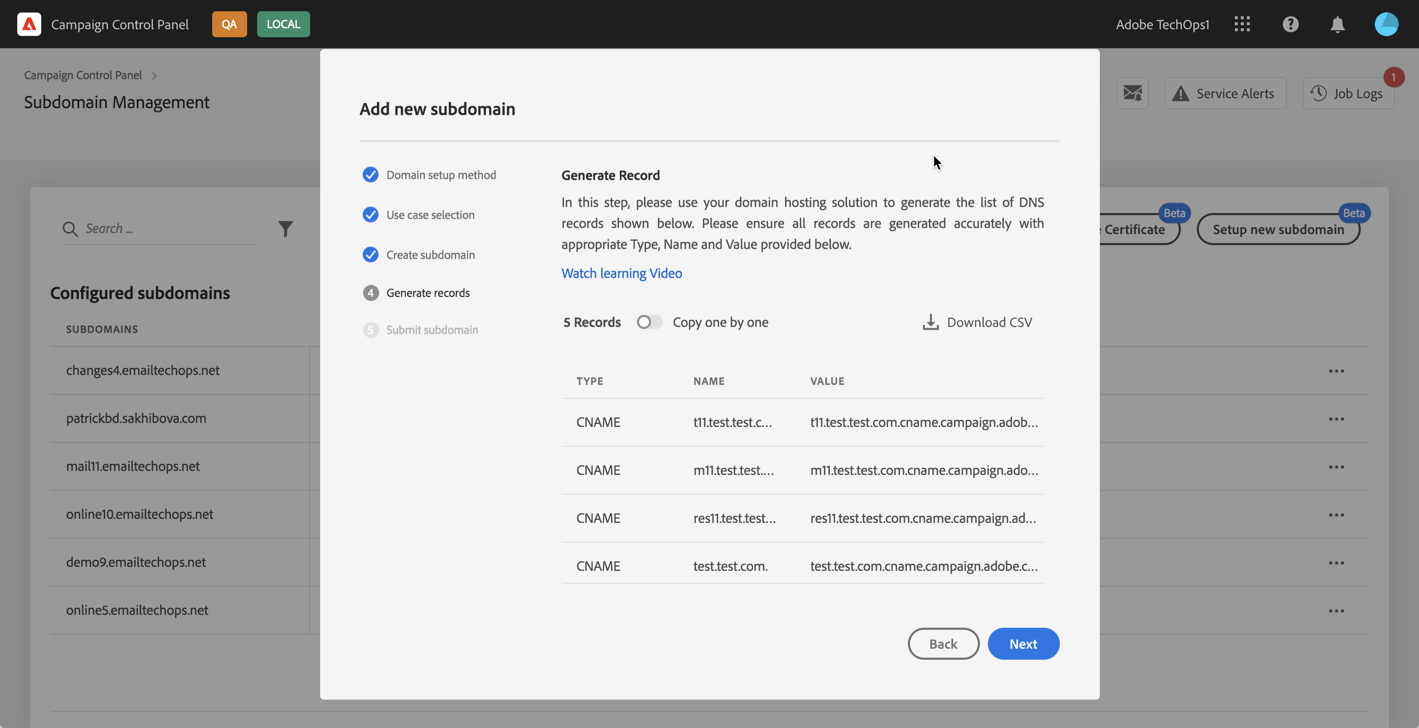 Campaign Control Panel
QA
LOCAL
Adobe TechOps1
Campaign Control Panel
Subdomain Management
Service Alerts
Job Logs
1
Search ...
Certificate
Beta
Setup new subdomain
Beta
Configured subdomains
SUBDOMAINS
changes4.emailtechops.net
patrickbd.sakhibova.com
mail11.emailtechops.net
online10.emailtechops.net
demo9.emailtechops.net
online5.emailtechops.net
Add new subdomain
Domain setup method
Use case selection
Create subdomain
4 Generate records
5 Submit subdomain
Generate Record
In this step, please use your domain hosting solution to generate the list of DNS
records shown below. Please ensure all records are generated accurately with
appropriate Type, Name and Value provided below.
Watch learning Video
5 Records Copy one by one Download CSV
TYPE NAME VALUE
CNAME t11.test.test.c... t11.test.test.com.cname.campaign.adob...
CNAME m11.test.test.... m11.test.test.com.cname.campaign.ado...
CNAME res11.test.test... res11.test.test.com.cname.campaign.ad...
CNAME test.test.com. test.test.com.cname.campaign.adobe.c...
Back Next